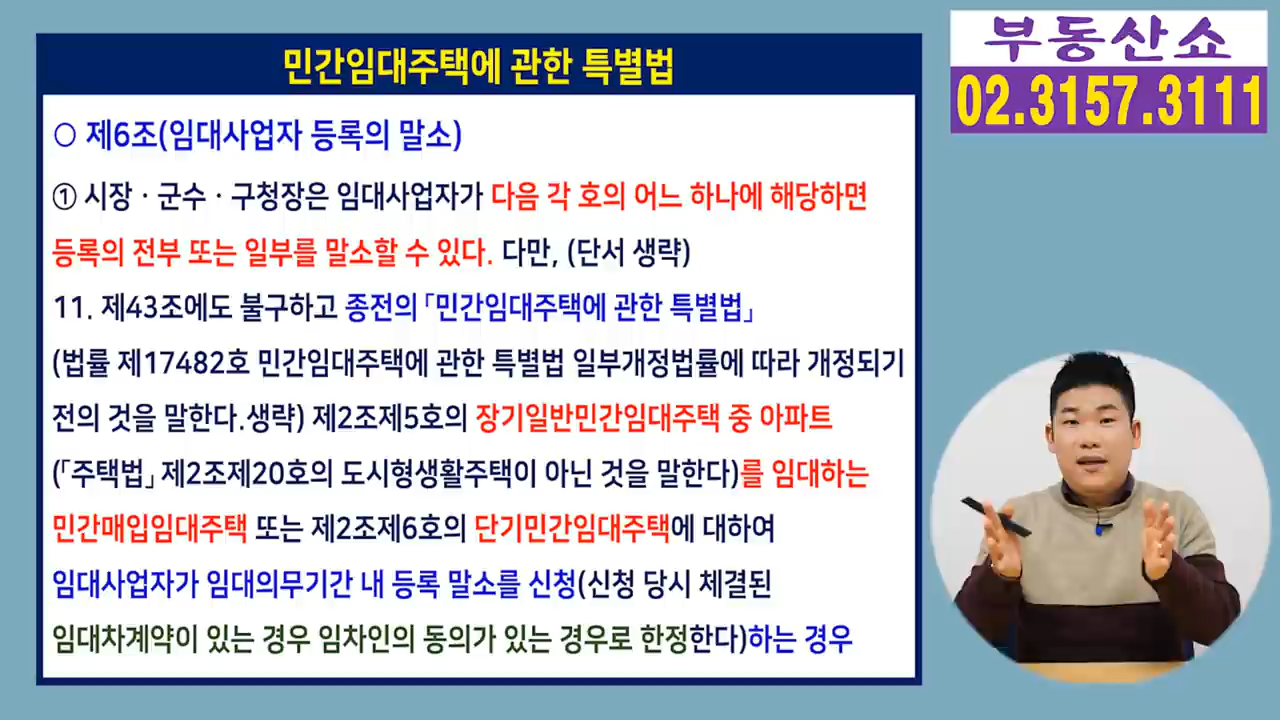 민간임대주택에 관한 특별법
부동산쇼
02.3157.3111
○ 제6조(임대사업자 등록의 말소)
① 시장 · 군수 · 구청장은 임대사업자가 다음 각 호의 어느 하나에 해당하면
등록의 전부 또는 일부를 말소할 수 있다. 다만, (단서 생략)
11. 제43조에도 불구하고 종전의 「민간임대주택에 관한 특별법」
(법률 제17482호 민간임대주택에 관한 특별법 일부개정법률에 따라 개정되기
전의 것을 말한다.생략) 제2조제5호의 장기일반민간임대주택 중 아파트
(「주택법」 제2조제20호의 도시형생활주택이 아닌 것을 말한다)를 임대하는
민간매입임대주택 또는 제2조제6호의 단기민간임대주택에 대하여
임대사업자가 임대의무기간 내 등록 말소를 신청(신청 당시 체결된
임대차계약이 있는 경우 임차인의 동의가 있는 경우로 한정한다)하는 경우